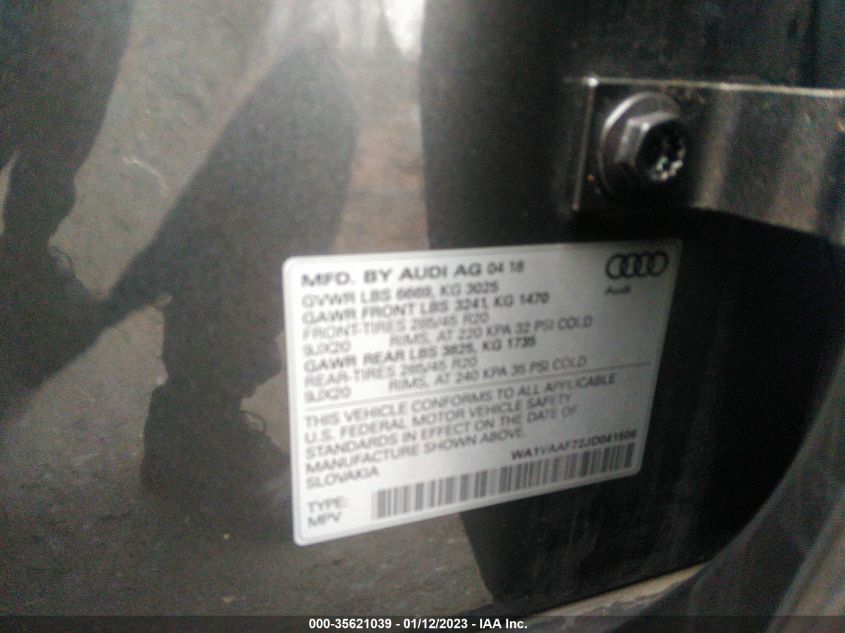 MFD. BY AUDI AG 04 18
GVWR LBS 6669, KG 3025
GAWR FRONT LBS 3241, KG 1470
FRONT-TIRES 285/45 R20
9JX20 RIMS, AT 220 KPA 32 PSI COLD
GAWR REAR LBS 3825, KG 1735
REAR-TIRES 285/45 R20
9JX20 RIMS, AT 240 KPA 35 PSI COLD
Audi
THIS VEHICLE CONFORMS TO ALL APPLICABLE
U.S. FEDERAL MOTOR VEHICLE SAFETY
STANDARDS IN EFFECT ON THE DATE OF
MANUFACTURE SHOWN ABOVE.
SLOVAKIA
WA1VAAF72JD041506
TYPE:
MPV
000-35621039 - 01/12/2023 - IAA Inc.